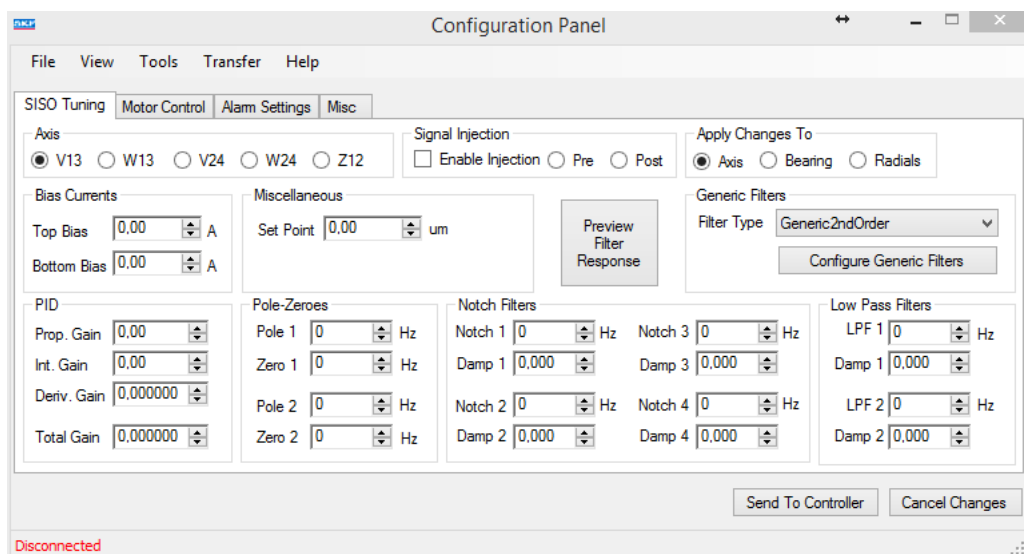 SKF Configuration Panel
File View Tools Transfer Help
SISO Tuning Motor Control Alarm Settings Misc
Axis Signal Injection Apply Changes To
V13 W13 V24 W24 Z12 Enable Injection Pre Post Axis Bearing Radials
Bias Currents Miscellaneous Generic Filters
Top Bias 0,00 A Set Point 0,00 um Preview Filter Response Filter Type Generic2ndOrder
Bottom Bias 0,00 A Configure Generic Filters
PID Pole-Zeroes Notch Filters Low Pass Filters
Prop. Gain 0,00 Pole 1 0 Hz Notch 1 0 Hz Notch 3 0 Hz LPF 1 0 Hz
Int. Gain 0,00 Zero 1 0 Hz Damp 1 0,000 Damp 3 0,000 Damp 1 0,000
Deriv. Gain 0,000000 Pole 2 0 Hz Notch 2 0 Hz Notch 4 0 Hz LPF 2 0 Hz
Total Gain 0,000000 Zero 2 0 Hz Damp 2 0,000 Damp 4 0,000 Damp 2 0,000
Send To Controller Cancel Changes
Disconnected